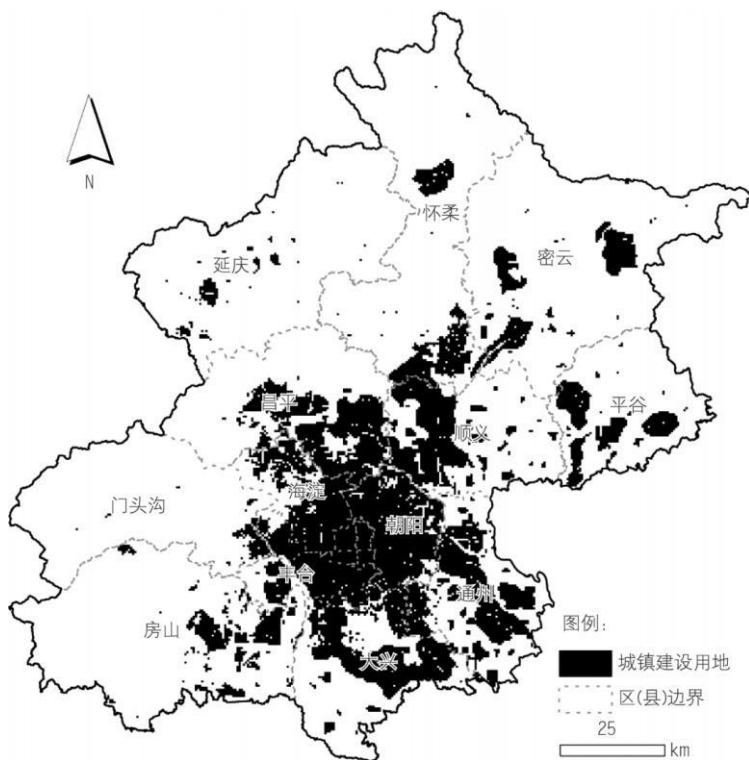 N
怀柔
延庆
密云
昌平
平谷
顺义
海淀
门头沟
朝阳
丰台
通州
房山
大兴
图例:
城镇建设用地
区(县)边界
25
km